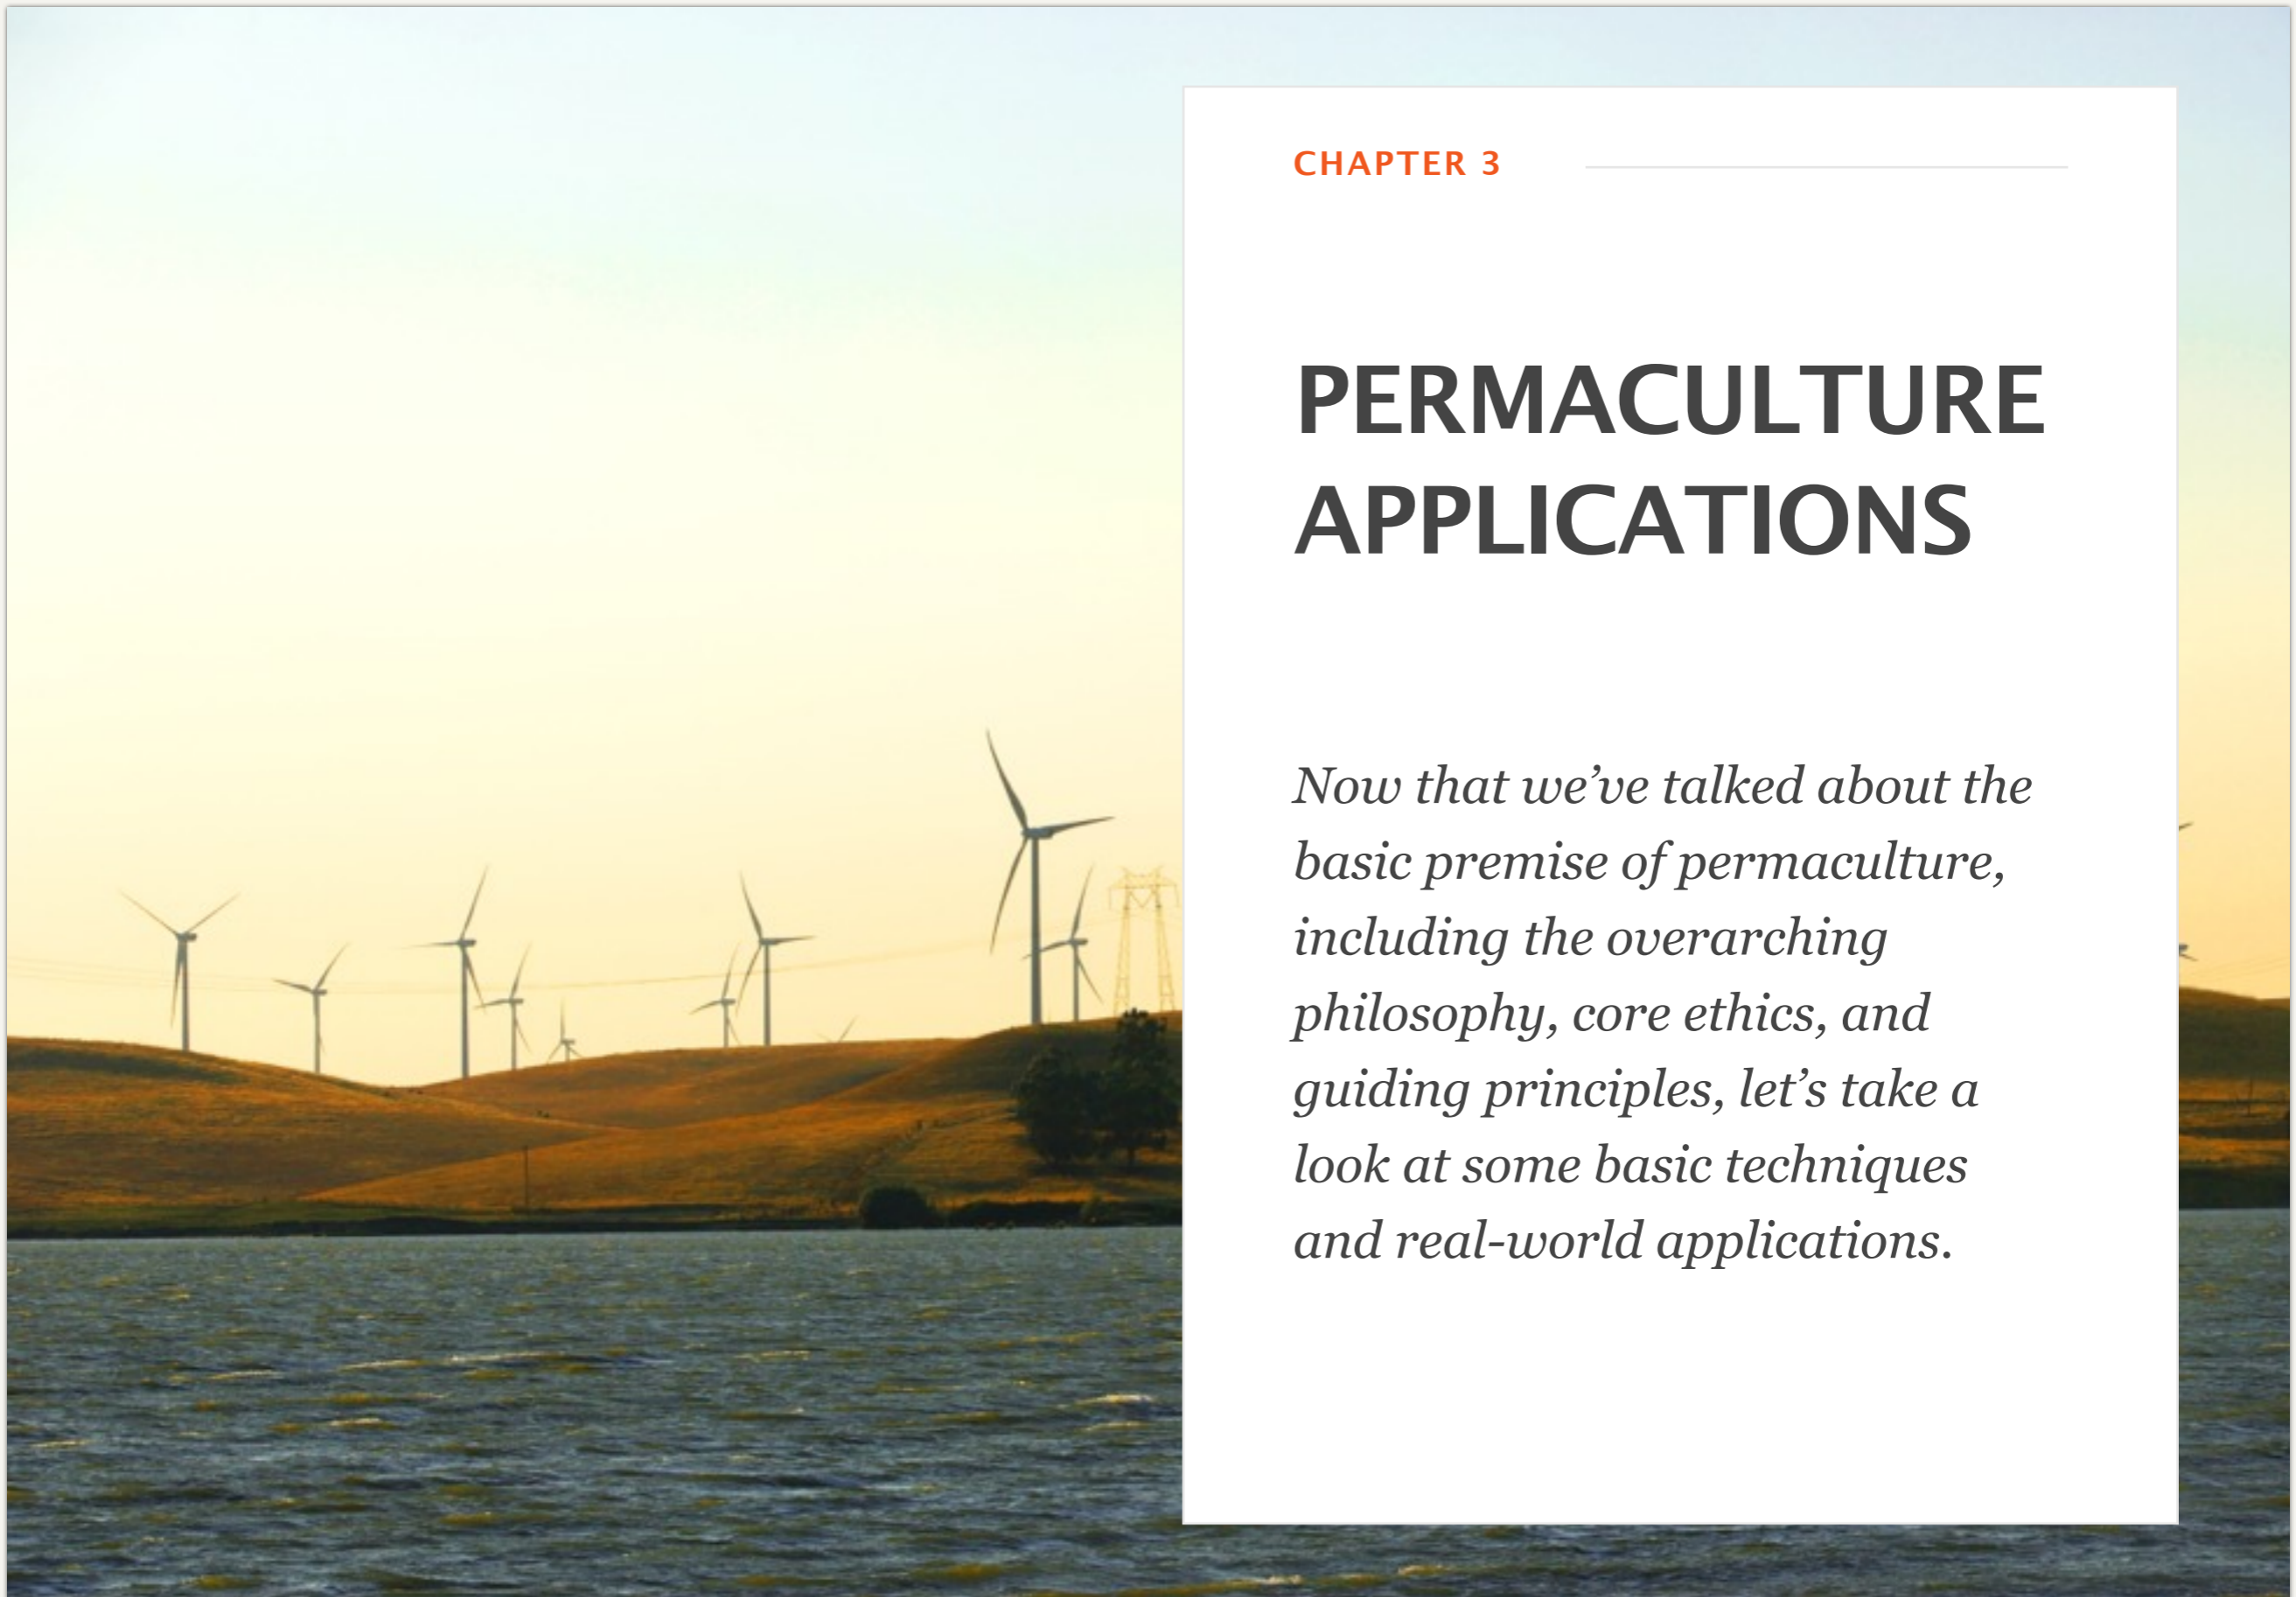 CHAPTER 3
PERMACULTURE
APPLICATIONS
Now that we’ve talked about the
basic premise of permaculture,
including the overarching
philosophy, core ethics, and
guiding principles, let’s take a
look at some basic techniques
and real-world applications.